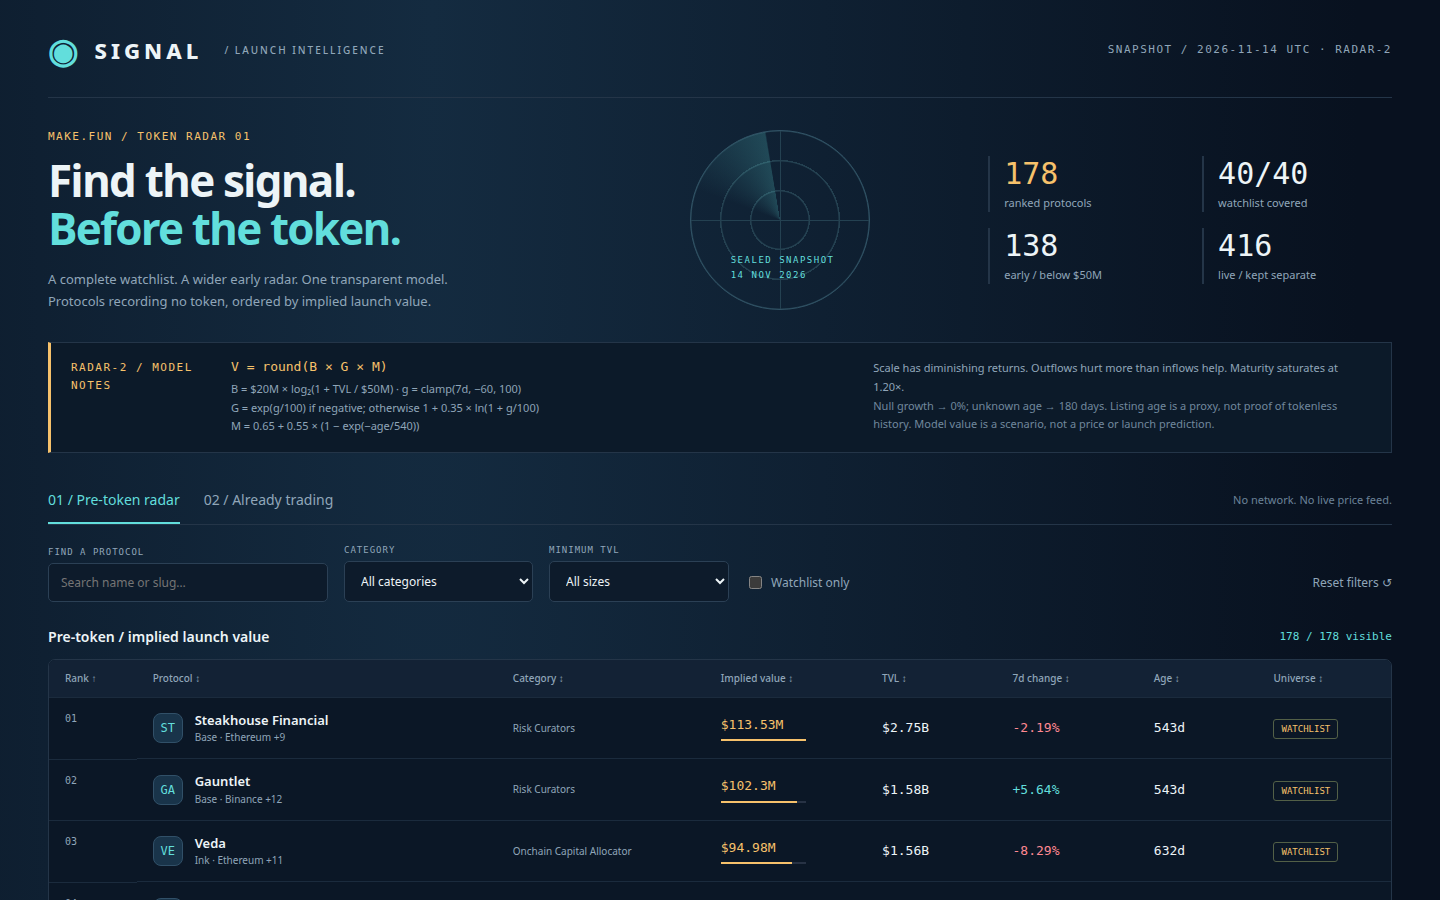 SIGNAL / LAUNCH INTELLIGENCE
SNAPSHOT / 2026-11-14 UTC · RADAR-2
MAKE.FUN / TOKEN RADAR 01
Find the signal.
Before the token.
A complete watchlist. A wider early radar. One transparent model.
Protocols recording no token, ordered by implied launch value.
SEALED SNAPSHOT
14 NOV 2026
178
ranked protocols
40/40
watchlist covered
138
early / below $50M
416
live / kept separate
RADAR-2 / MODEL
NOTES
V = round(B × G × M)
B = $20M × log₂(1 + TVL / $50M) · g = clamp(7d, −60, 100)
G = exp(g/100) if negative; otherwise 1 + 0.35 × ln(1 + g/100)
M = 0.65 + 0.55 × (1 − exp(−age/540))
Scale has diminishing returns. Outflows hurt more than inflows help. Maturity saturates at
1.20×.
Null growth → 0%; unknown age → 180 days. Listing age is a proxy, not proof of tokenless
history. Model value is a scenario, not a price or launch prediction.
01 / Pre-token radar
02 / Already trading
No network. No live price feed.
FIND A PROTOCOL
CATEGORY
MINIMUM TVL
Search name or slug...
All categories
All sizes
Watchlist only
Reset filters ↺
Pre-token / implied launch value
178 / 178 visible
Rank ↑ Protocol ↕ Category ↕ Implied value ↕ TVL ↕ 7d change ↕ Age ↕ Universe ↕
01 ST Steakhouse Financial Risk Curators $113.53M $2.75B -2.19% 543d WATCHLIST
Base · Ethereum +9
02 GA Gauntlet Risk Curators $102.3M $1.58B +5.64% 543d WATCHLIST
Base · Binance +12
03 VE Veda Onchain Capital Allocator $94.98M $1.56B -8.29% 632d WATCHLIST
Ink · Ethereum +11